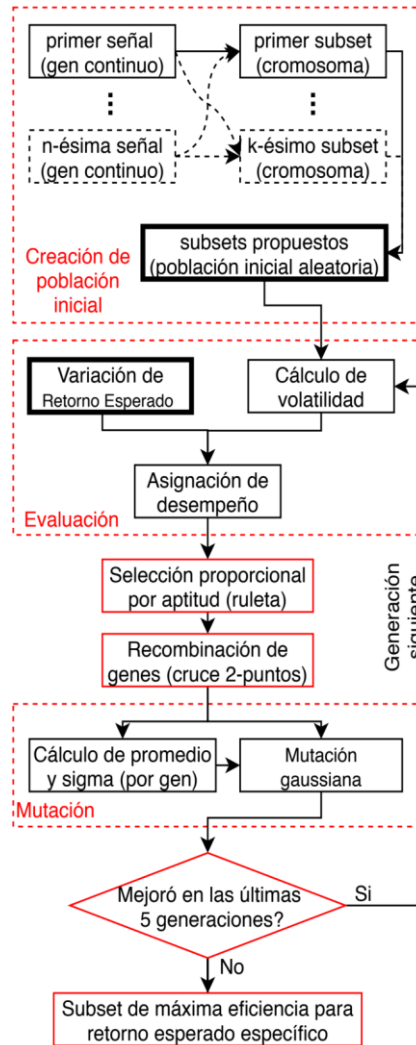 primer señal
(gen continuo)
primer subset
(cromosoma)
n-ésima señal
(gen continuo)
k-ésimo subset
(cromosoma)
subsets propuestos
(población inicial aleatoria)
Creación de
población
inicial
Variación de
Retorno Esperado
Cálculo de
volatilidad
Asignación de
desempeño
Evaluación
Selección proporcional
por aptitud (ruleta)
Generación
siguiente
Recombinación de
genes (cruce 2-puntos)
Cálculo de promedio
y sigma (por gen)
Mutación
gaussiana
Mutación
Mejoró en las últimas
5 generaciones?
Si
No
Subset de máxima eficiencia para
retorno esperado específico